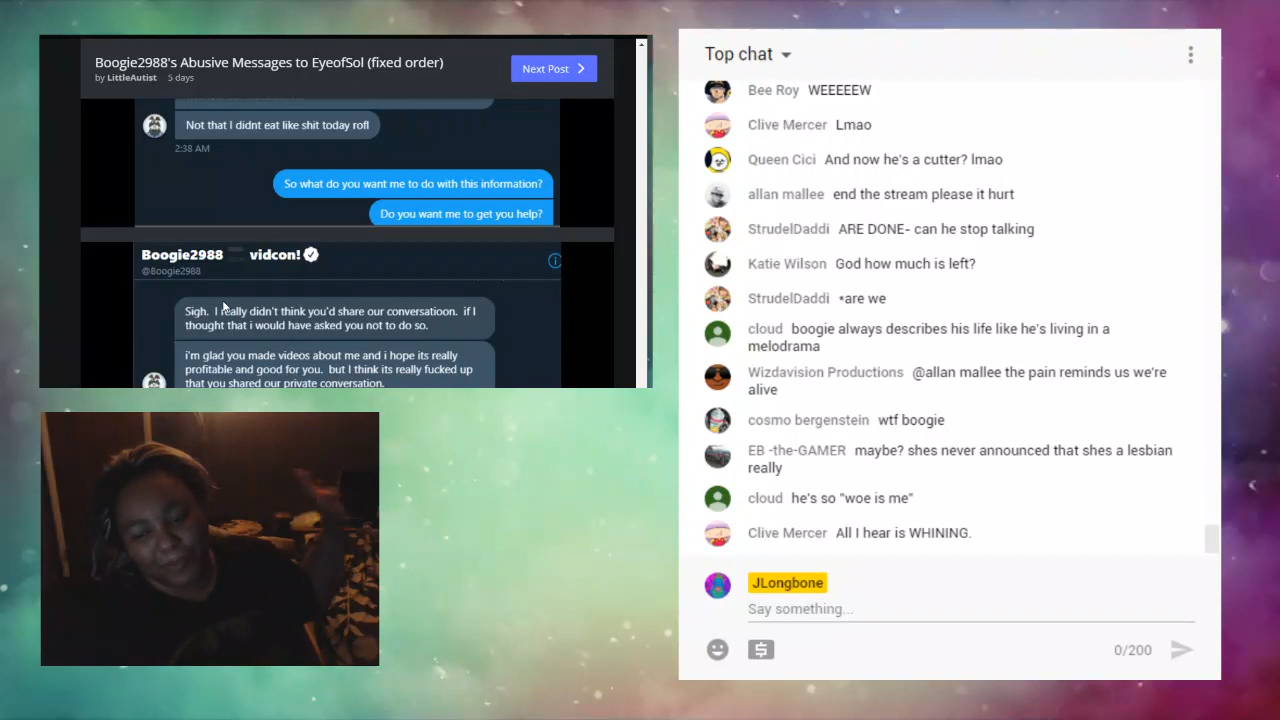 Boogie2988's Abusive Messages to EyeofSol (fixed order)
by LittleAutist 5 days
Next Post
Not that I didnt eat like shit today rofl
2:38 AM
So what do you want me to do with this information?
Do you want me to get you help?
Boogie2988 vidcon!
@Boogie2988
Sigh. I really didn't think you'd share our conversatioon. if I
thought that i would have asked you not to do so.
i'm glad you made videos about me and i hope its really
profitable and good for you. but I think its really fucked up
that you shared our private conversation.
Top chat
Bee Roy WEEEEEW
Clive Mercer Lmao
Queen Cici And now he's a cutter? lmao
allan mallee end the stream please it hurt
StrudelDaddi ARE DONE- can he stop talking
Katie Wilson God how much is left?
StrudelDaddi *are we
cloud boogie always describes his life like he's living in a
melodrama
Wizdavision Productions @allan mallee the pain reminds us we're
alive
cosmo bergenstein wtf boogie
EB -the-GAMER maybe? shes never announced that shes a lesbian
really
cloud he's so "woe is me"
Clive Mercer All I hear is WHINING.
JLongbone
Say something...
0/200